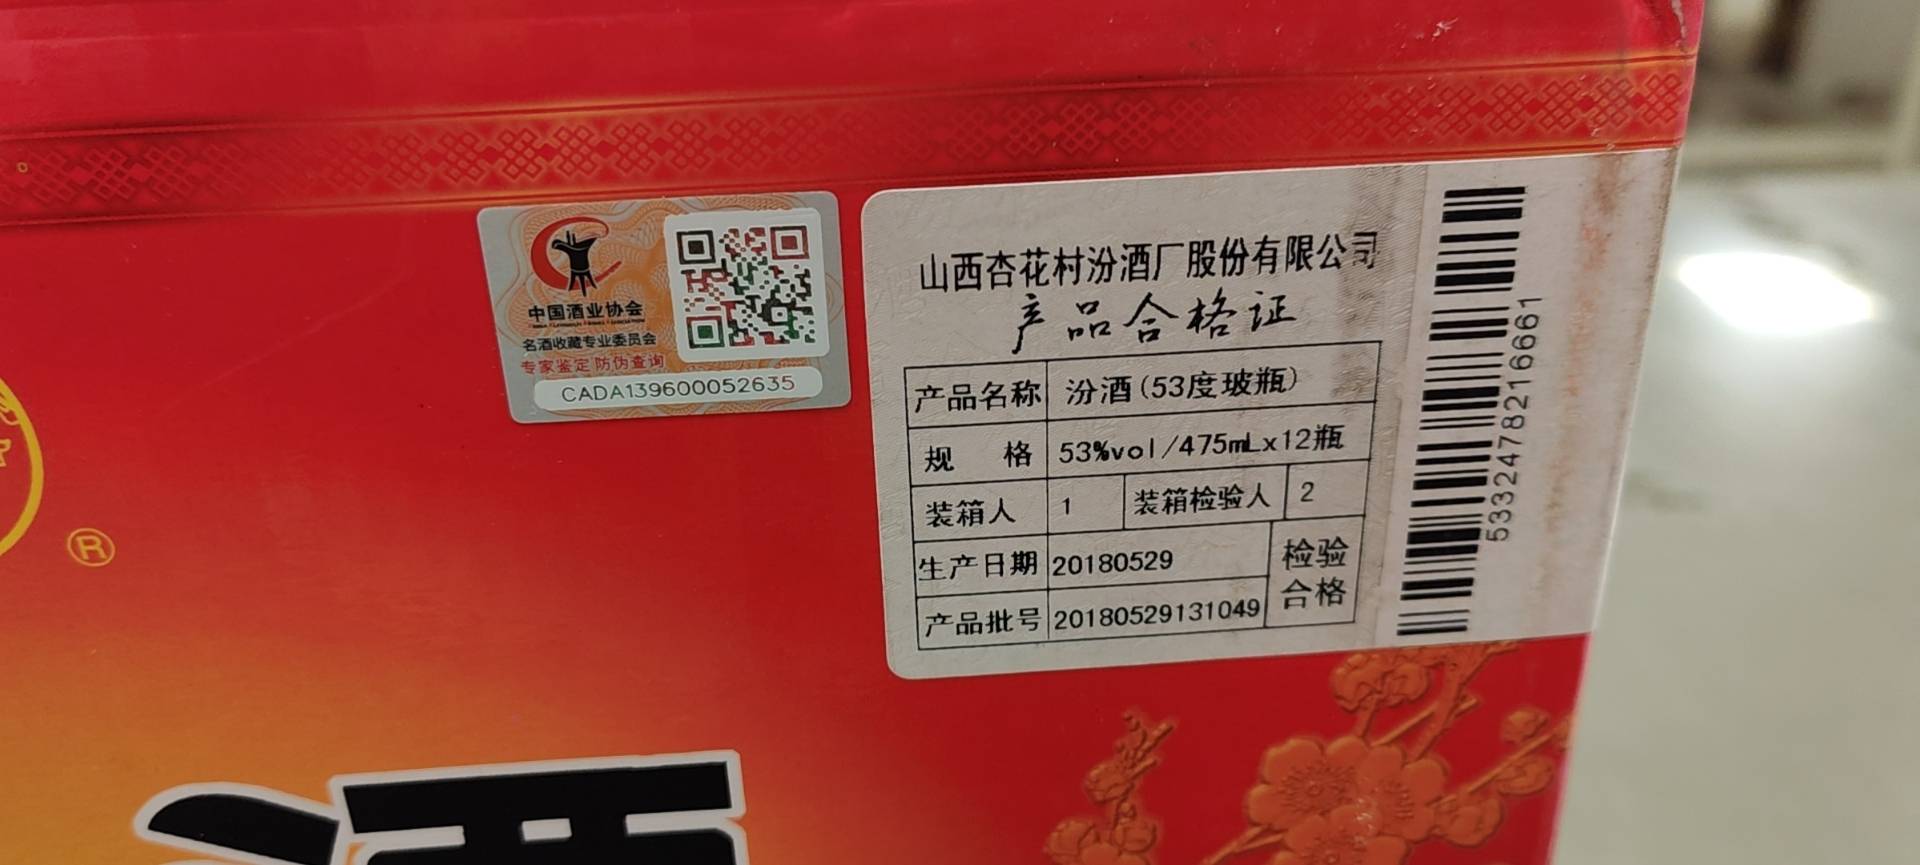 中国酒业协会
名酒收藏专业委员会
专家鉴定 防伪查询
CADA139600052635
山西杏花村汾酒厂股份有限公司
产品合格证
产品名称 汾酒(53度玻瓶)
规 格 53%vol/475mLx12瓶
装箱人 1 装箱检验人 2
生产日期 20180529 检验
产品批号 20180529131049 合格
5332478216661
®
酒